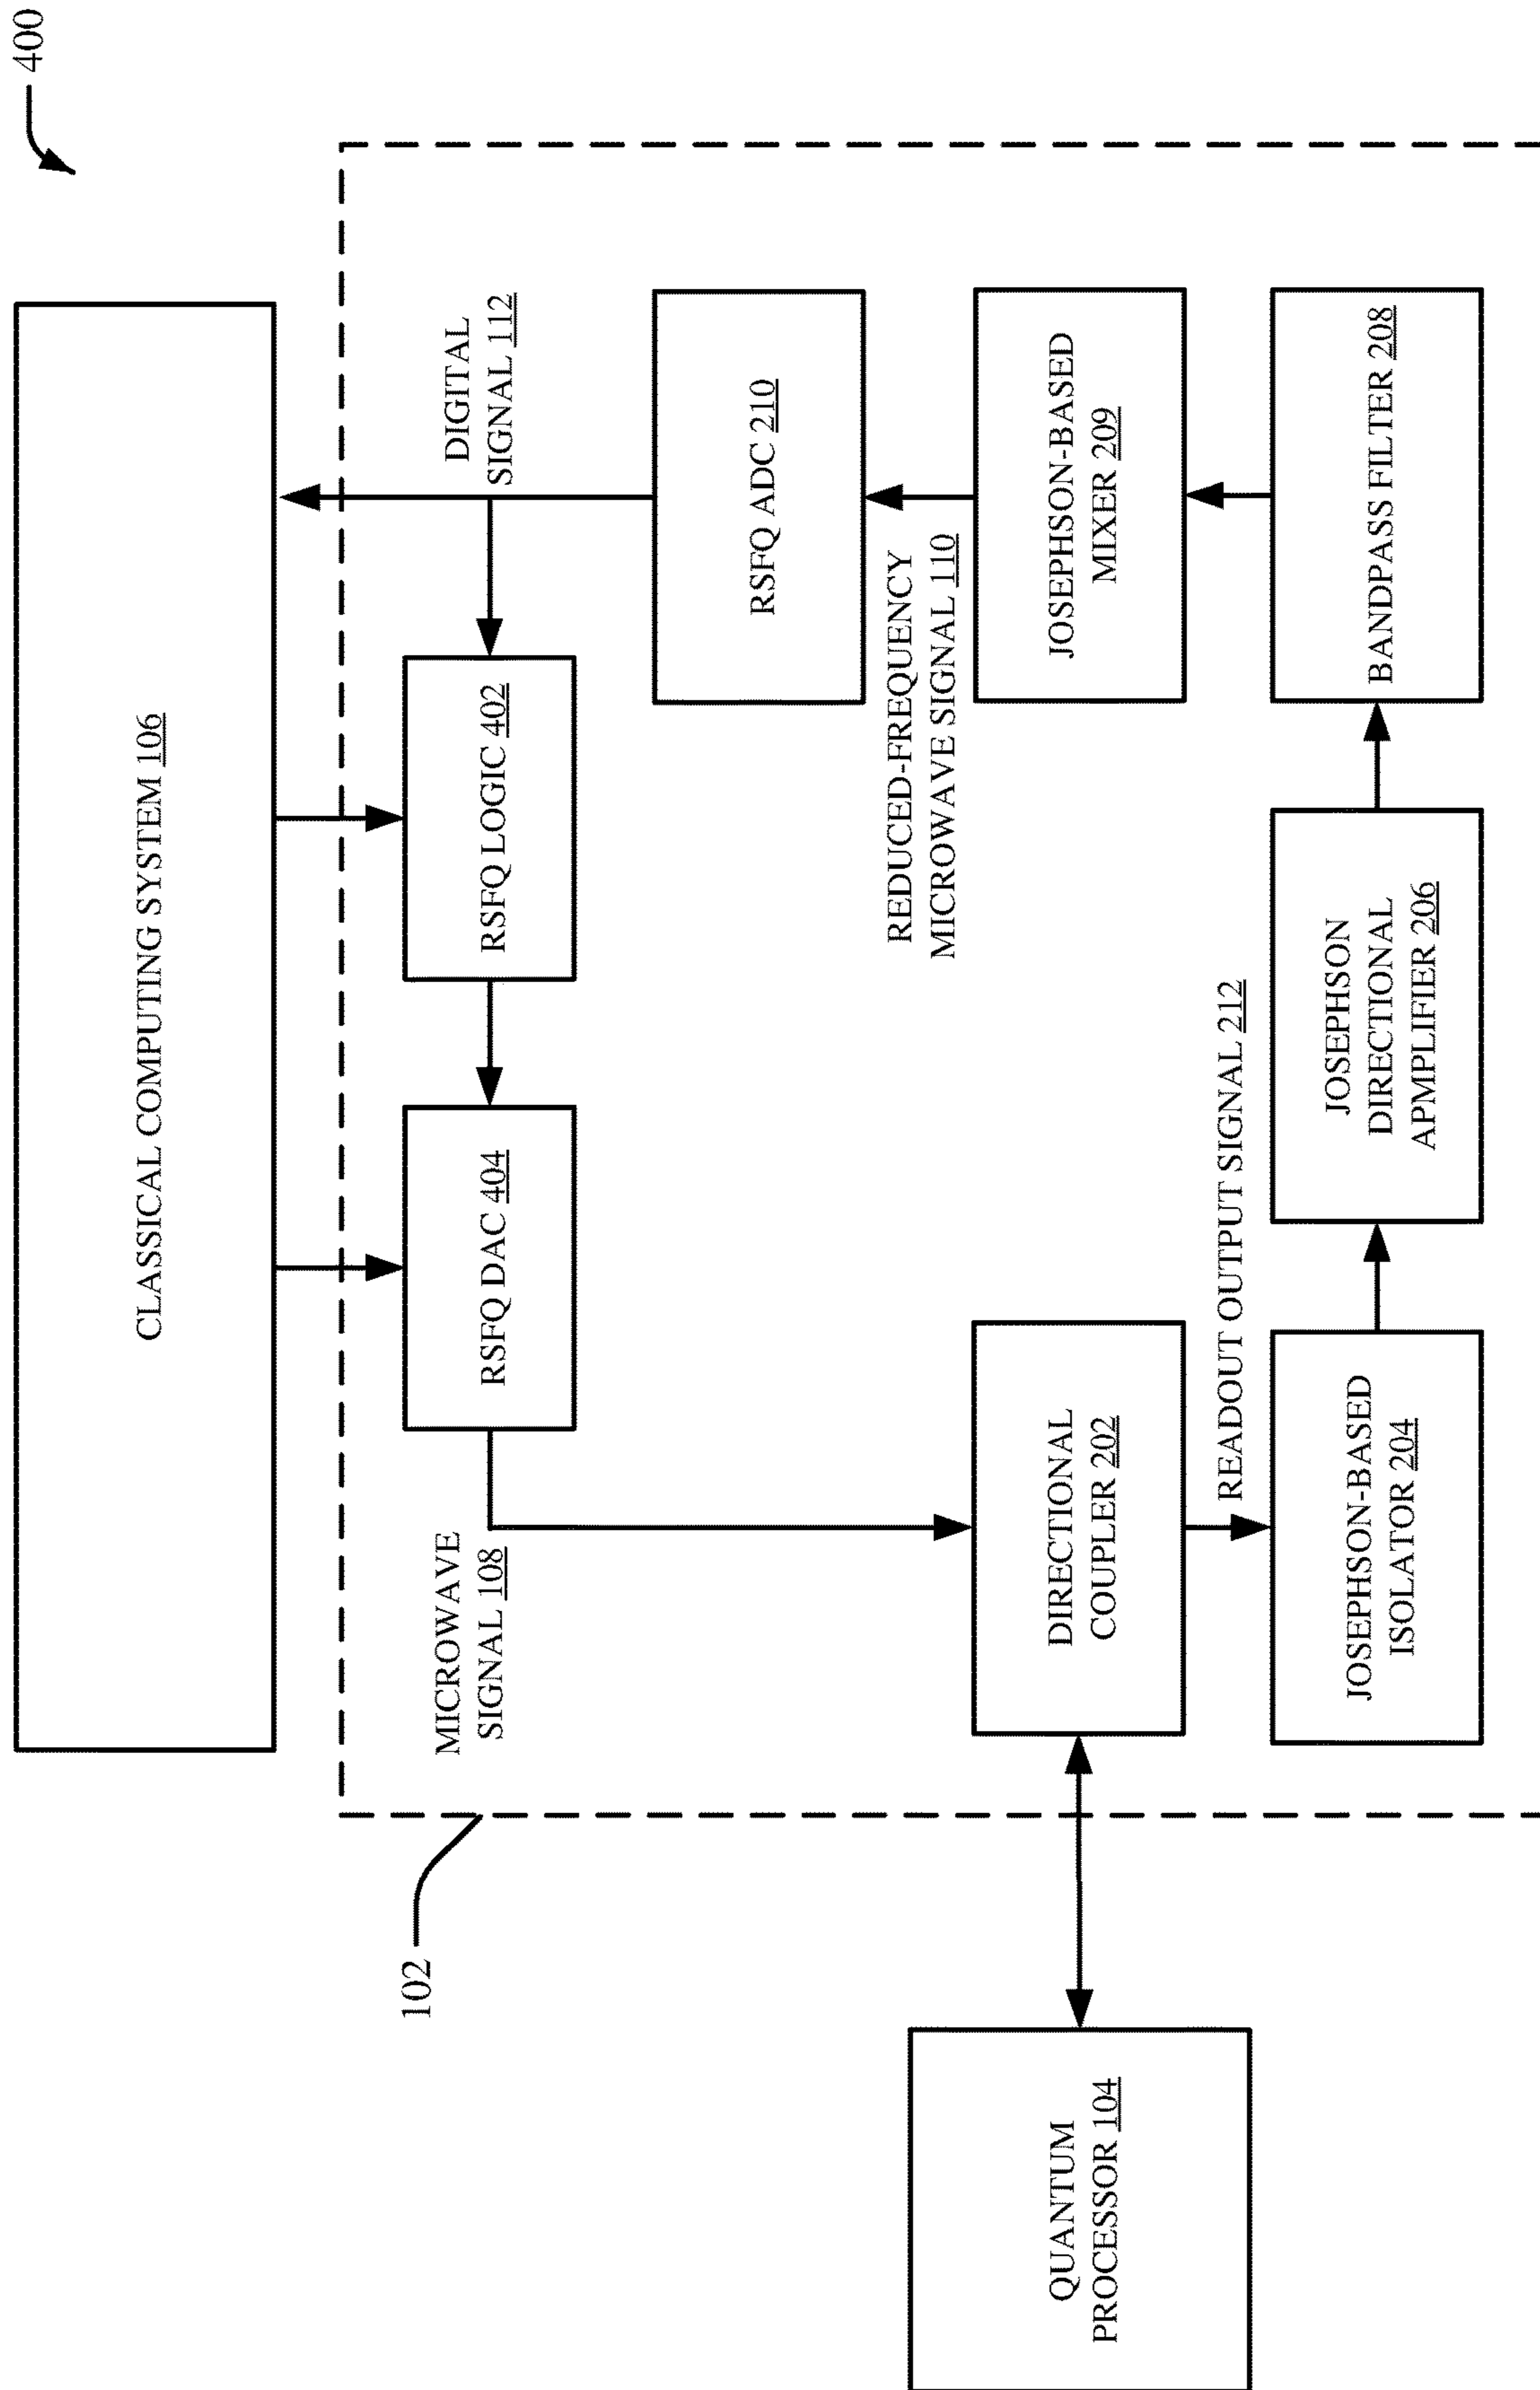 400
CLASSICAL COMPUTING SYSTEM 106
102
MICROWAVE
SIGNAL 108
RSFQ DAC 404
RSFQ LOGIC 402
DIGITAL
SIGNAL 112
RSFQ ADC 210
REDUCED-FREQUENCY
MICROWAVE SIGNAL 110
QUANTUM
PROCESSOR 104
DIRECTIONAL
COUPLER 202
JOSEPHSON-BASED
MIXER 209
READOUT OUTPUT SIGNAL 212
JOSEPHSON-BASED
ISOLATOR 204
JOSEPHSON
DIRECTIONAL
APMPLIFIER 206
BANDPASS FILTER 208